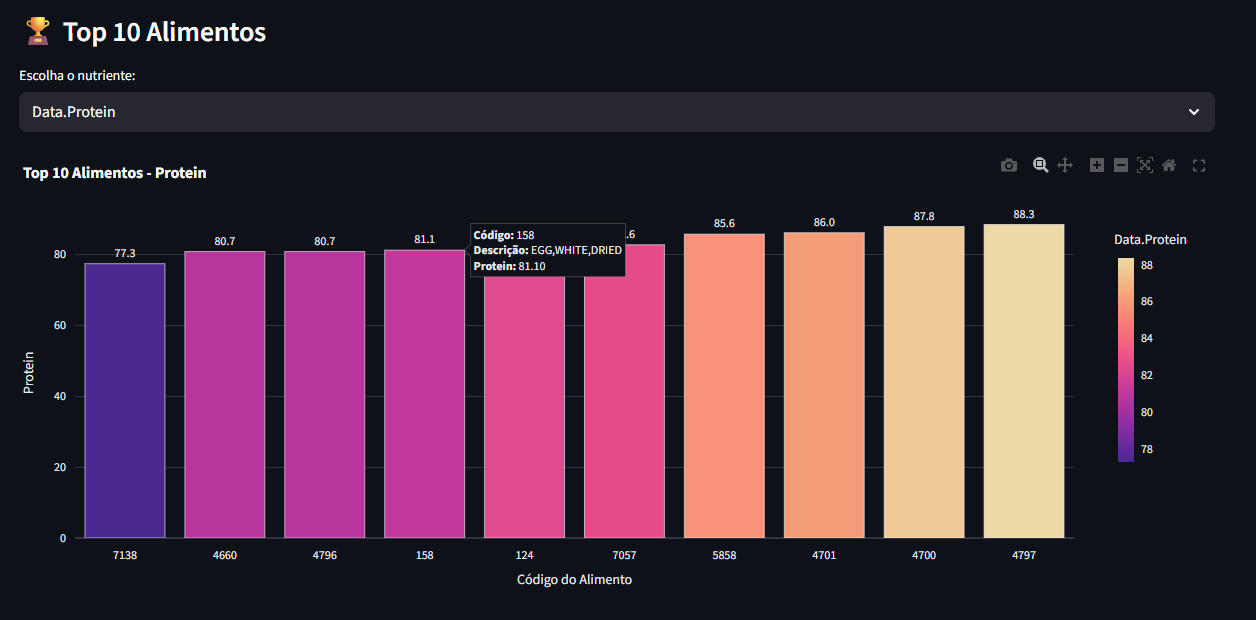 🏆 Top 10 Alimentos
Escolha o nutriente:
Data.Protein
Top 10 Alimentos - Protein
77.3
80.7
80.7
81.1
.6
85.6
86.0
87.8
88.3
Código: 158
Descrição: EGG,WHITE,DRIED
Protein: 81.10
Data.Protein
88
86
84
82
80
78
Protein
80
60
40
20
0
7138 4660 4796 158 124 7057 5858 4701 4700 4797
Código do Alimento